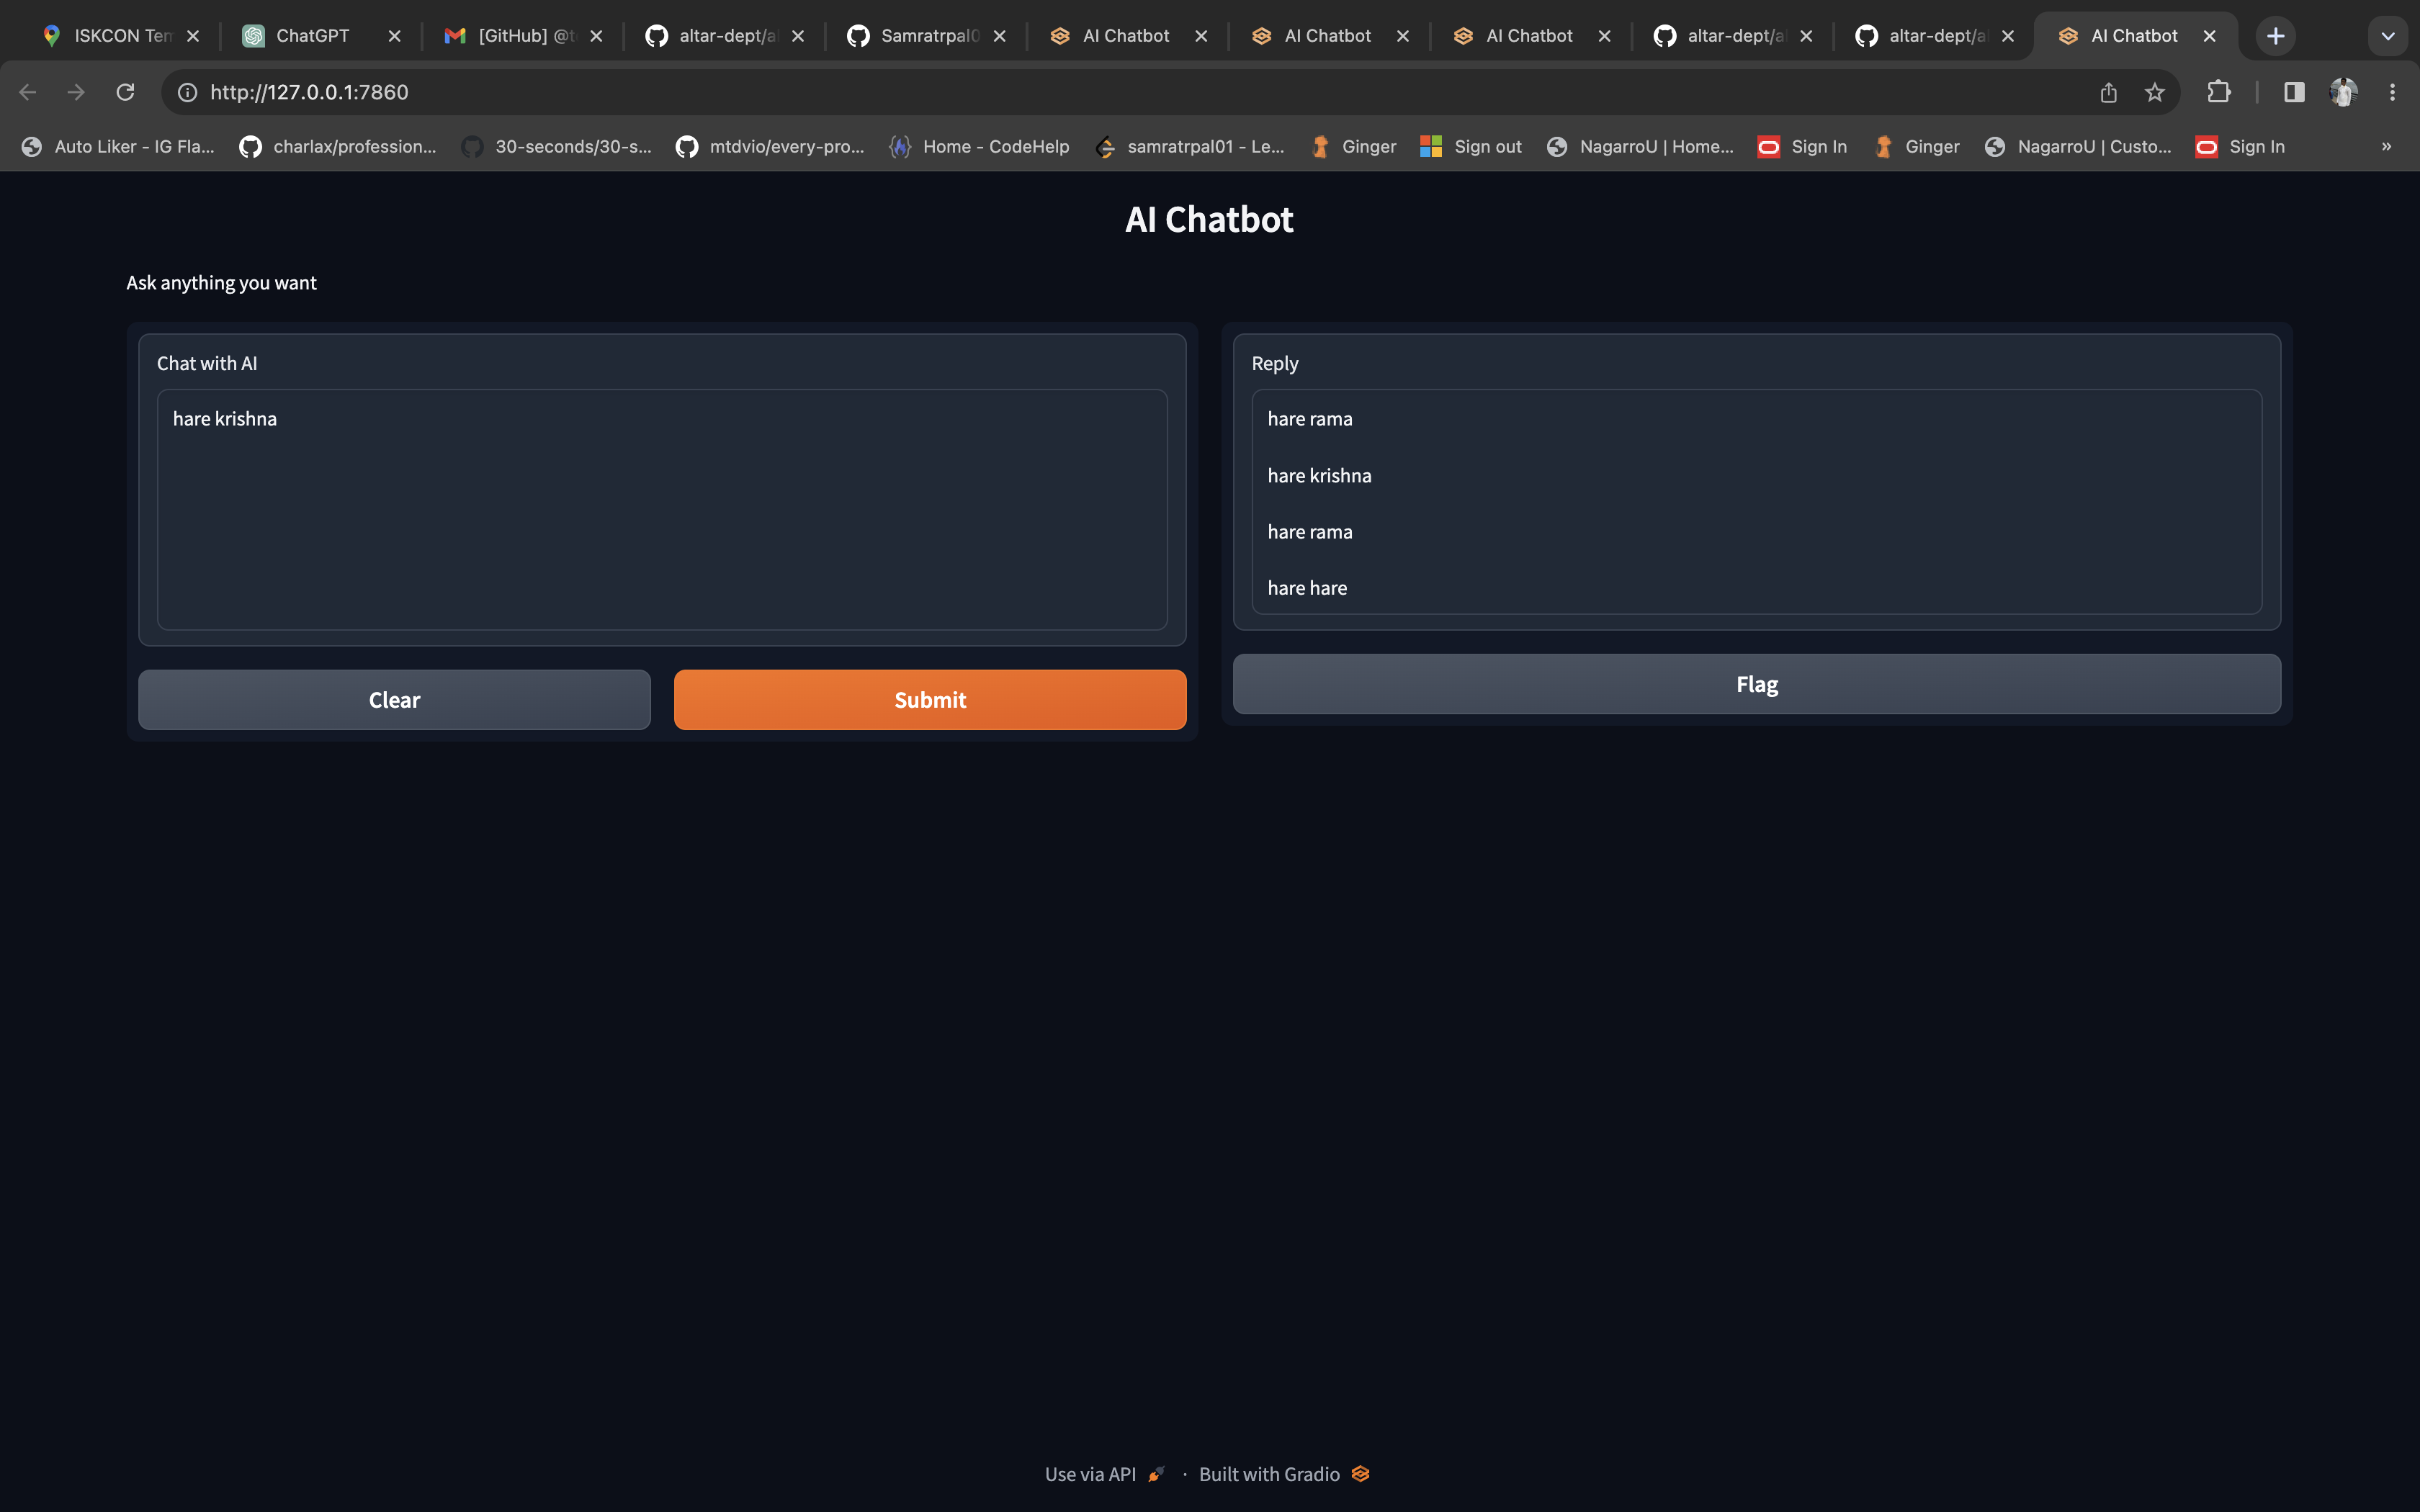 ISKCON Tem ChatGPT [GitHub] @t altar-dept/al Samratrpal0 AI Chatbot AI Chatbot AI Chatbot altar-dept/al altar-dept/al AI Chatbot
http://127.0.0.1:7860
Auto Liker - IG Fla... charlax/profession... 30-seconds/30-s... mtdvio/every-pro... Home - CodeHelp samratrpal01 - Le... Ginger Sign out NagarroU | Home... Sign In Ginger NagarroU | Custo... Sign In »
AI Chatbot
Ask anything you want
Chat with AI
hare krishna
Clear Submit
Reply
hare rama
hare krishna
hare rama
hare hare
Flag
Use via API · Built with Gradio